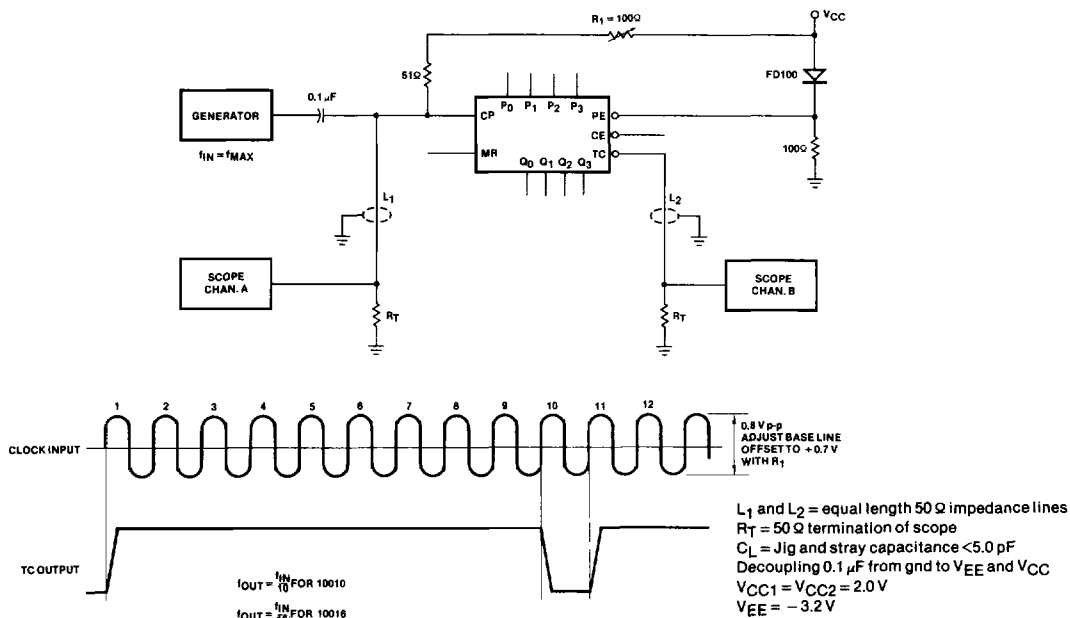 VCC
R1 = 100Ω
51Ω
FD100
0.1 μF
GENERATOR
fIN = fMAX
P0 P1 P2 P3
CP
PE
CE
MR
TC
Q0 Q1 Q2 Q3
100Ω
L1
L2
SCOPE
CHAN. A
SCOPE
CHAN. B
RT
RT
1 2 3 4 5 6 7 8 9 10 11 12
CLOCK INPUT
0.8 V p-p
ADJUST BASE LINE
OFFSET TO +0.7 V
WITH R1
TC OUTPUT
fOUT = fIN/10 FOR 10010
fOUT = fIN FOR 10016
L1 and L2 = equal length 50 Ω impedance lines
RT = 50 Ω termination of scope
CL = Jig and stray capacitance <5.0 pF
Decoupling 0.1 μF from gnd to VEE and VCC
VCC1 = VCC2 = 2.0 V
VEE = −3.2 V